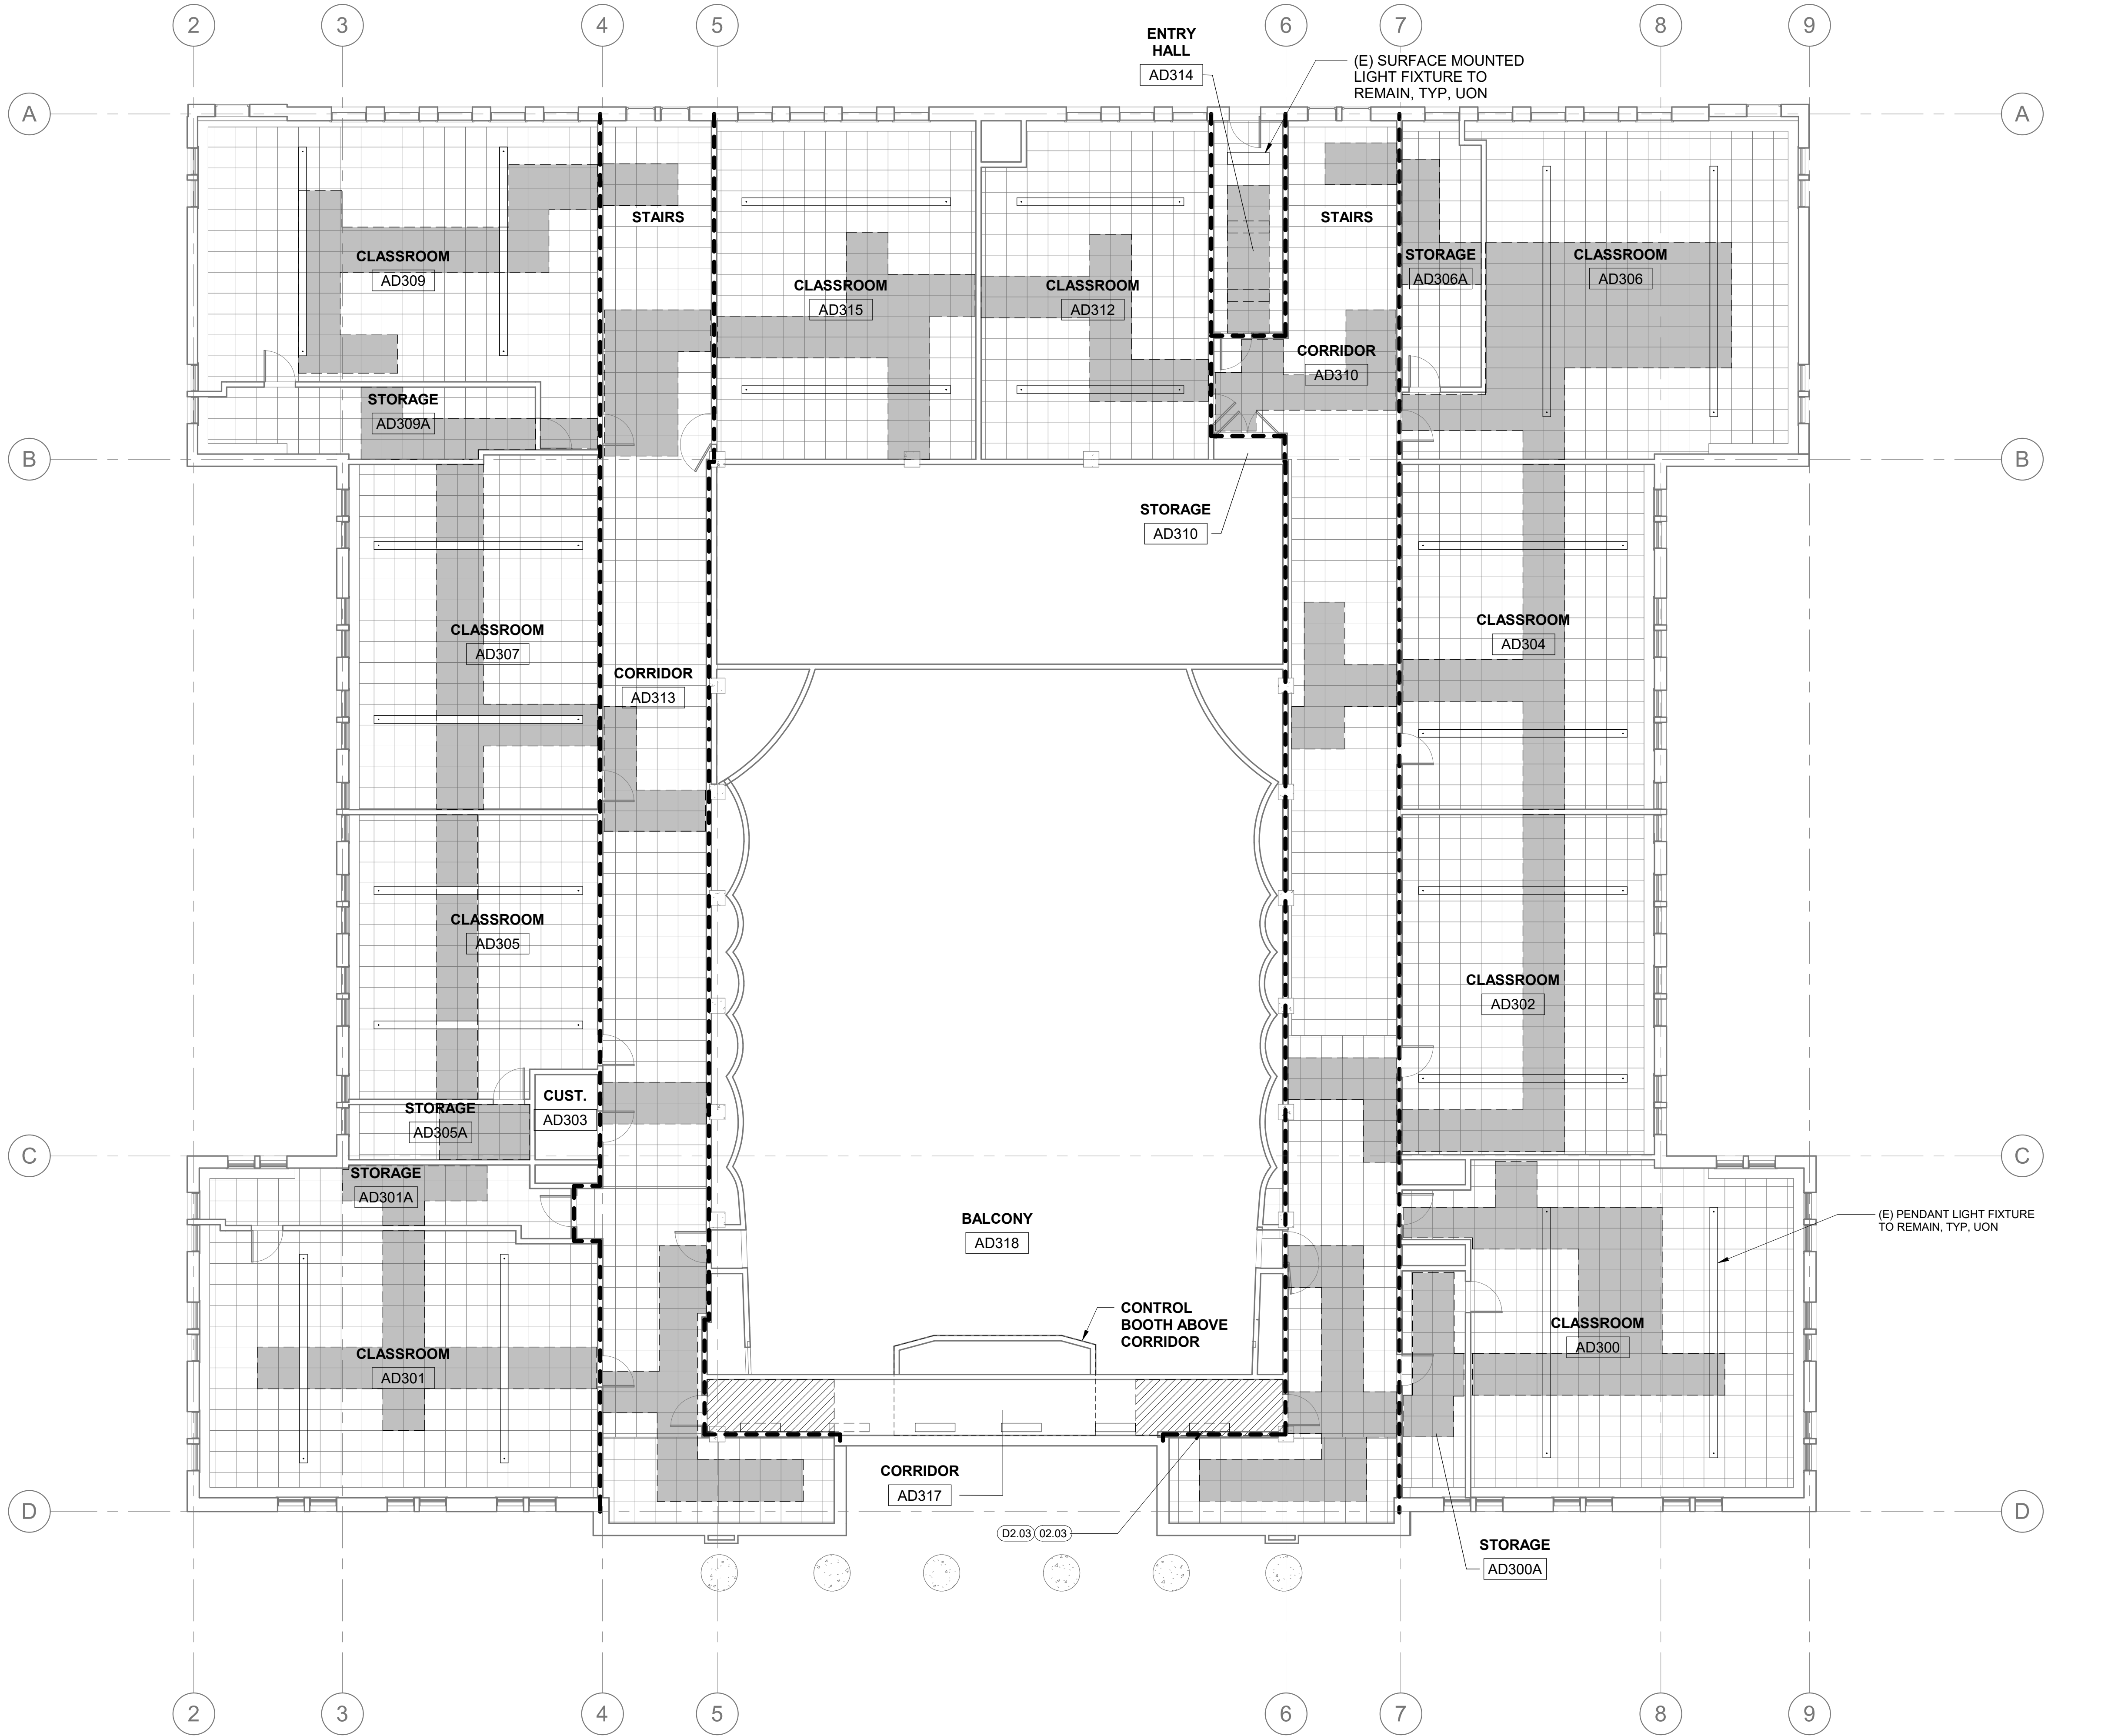 2
3
4
5
6
7
8
9
ENTRY
HALL
AD314
(E) SURFACE MOUNTED
LIGHT FIXTURE TO
REMAIN, TYP, UON
A
A
STAIRS
STAIRS
CLASSROOM
AD309
CLASSROOM
AD315
CLASSROOM
AD312
STORAGE
AD306A
CLASSROOM
AD306
CORRIDOR
AD310
STORAGE
AD309A
B
B
STORAGE
AD310
CLASSROOM
AD307
CLASSROOM
AD304
CORRIDOR
AD313
CLASSROOM
AD305
CLASSROOM
AD302
CUST.
AD303
STORAGE
AD305A
C
C
STORAGE
AD301A
BALCONY
AD318
(E) PENDANT LIGHT FIXTURE
TO REMAIN, TYP, UON
CONTROL
BOOTH ABOVE
CORRIDOR
CLASSROOM
AD300
CLASSROOM
AD301
CORRIDOR
AD317
D
D
D2.03 02.03
STORAGE
AD300A
2
3
4
5
6
7
8
9